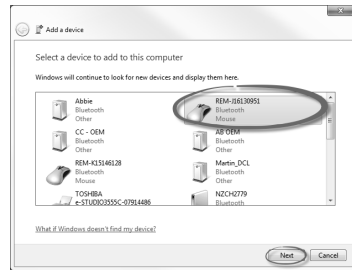 Add a device
Select a device to add to this computer
Windows will continue to look for new devices and display them here.
Abbie
Bluetooth
Other
REM-J16130951
Bluetooth
Mouse
CC - OEM
Bluetooth
Other
AB OEM
Bluetooth
Other
REM-K15146128
Bluetooth
Mouse
Martin_DCL
Bluetooth
Other
TOSHIBA
e-STUDIO3555C-07914486
NZCH2779
Bluetooth
What if Windows doesn't find my device?
Next
Cancel